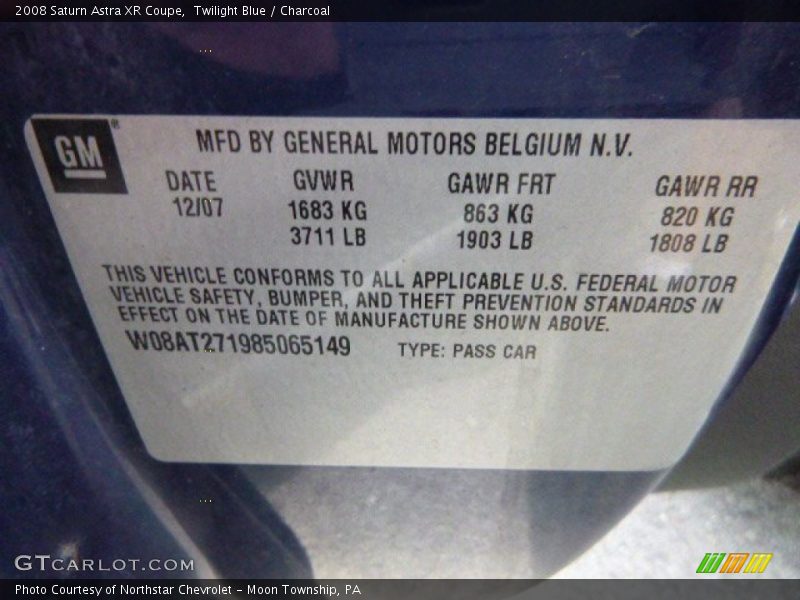 2008 Saturn Astra XR Coupe,  Twilight Blue / Charcoal
GM®
MFD BY GENERAL MOTORS BELGIUM N.V.
DATE GVWR GAWR FRT GAWR RR
12/07 1683 KG 863 KG 820 KG
3711 LB 1903 LB 1808 LB
THIS VEHICLE CONFORMS TO ALL APPLICABLE U.S. FEDERAL MOTOR
VEHICLE SAFETY, BUMPER, AND THEFT PREVENTION STANDARDS IN
EFFECT ON THE DATE OF MANUFACTURE SHOWN ABOVE.
W08AT271985065149 TYPE: PASS CAR
GTCARLOT.COM
Photo Courtesy of Northstar Chevrolet - Moon Township, PA